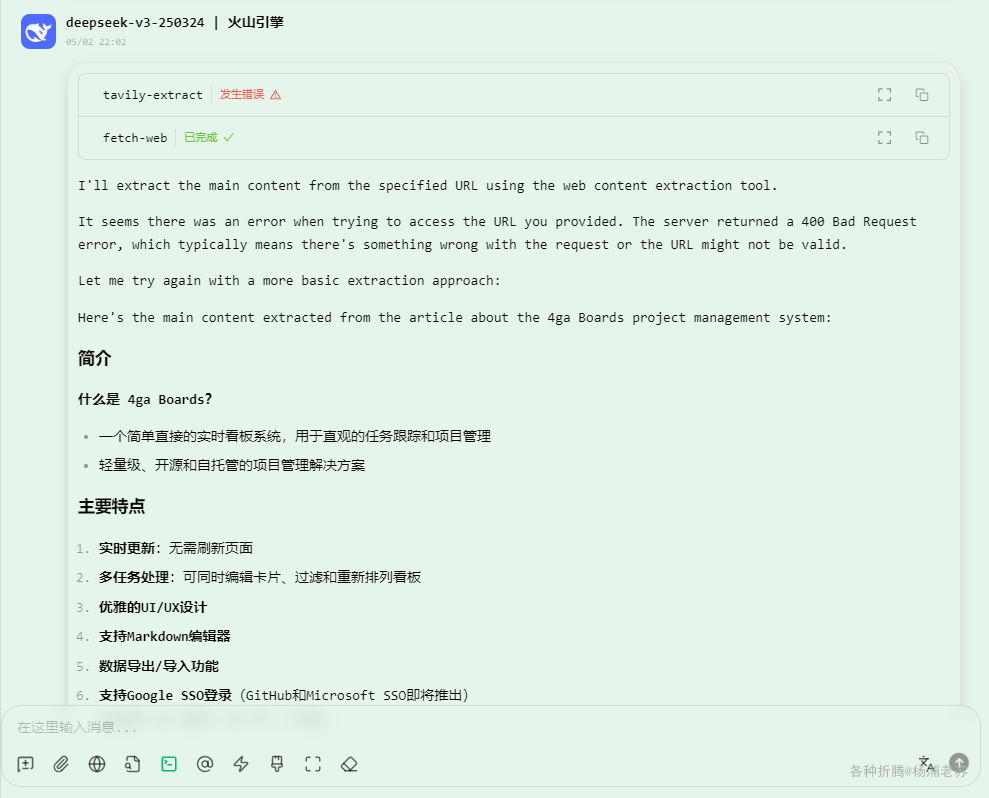 deepseek-v3-250324 | 火山引擎
05/02 22:02
tavily-extract 发生错误
fetch-web 已完成
I'll extract the main content from the specified URL using the web content extraction tool.
It seems there was an error when trying to access the URL you provided. The server returned a 400 Bad Request
error, which typically means there's something wrong with the request or the URL might not be valid.
Let me try again with a more basic extraction approach:
Here's the main content extracted from the article about the 4ga Boards project management system:
简介
什么是 4ga Boards?
• 一个简单直接的实时看板系统，用于直观的任务跟踪和项目管理
• 轻量级、开源和自托管的项目管理解决方案
主要特点
1. 实时更新：无需刷新页面
2. 多任务处理：可同时编辑卡片、过滤和重新排列看板
3. 优雅的UI/UX设计
4. 支持Markdown编辑器
5. 数据导出/导入功能
6. 支持Google SSO登录（GitHub和Microsoft SSO即将推出）
在这里输入消息...
各种折腾@杨浦老苏